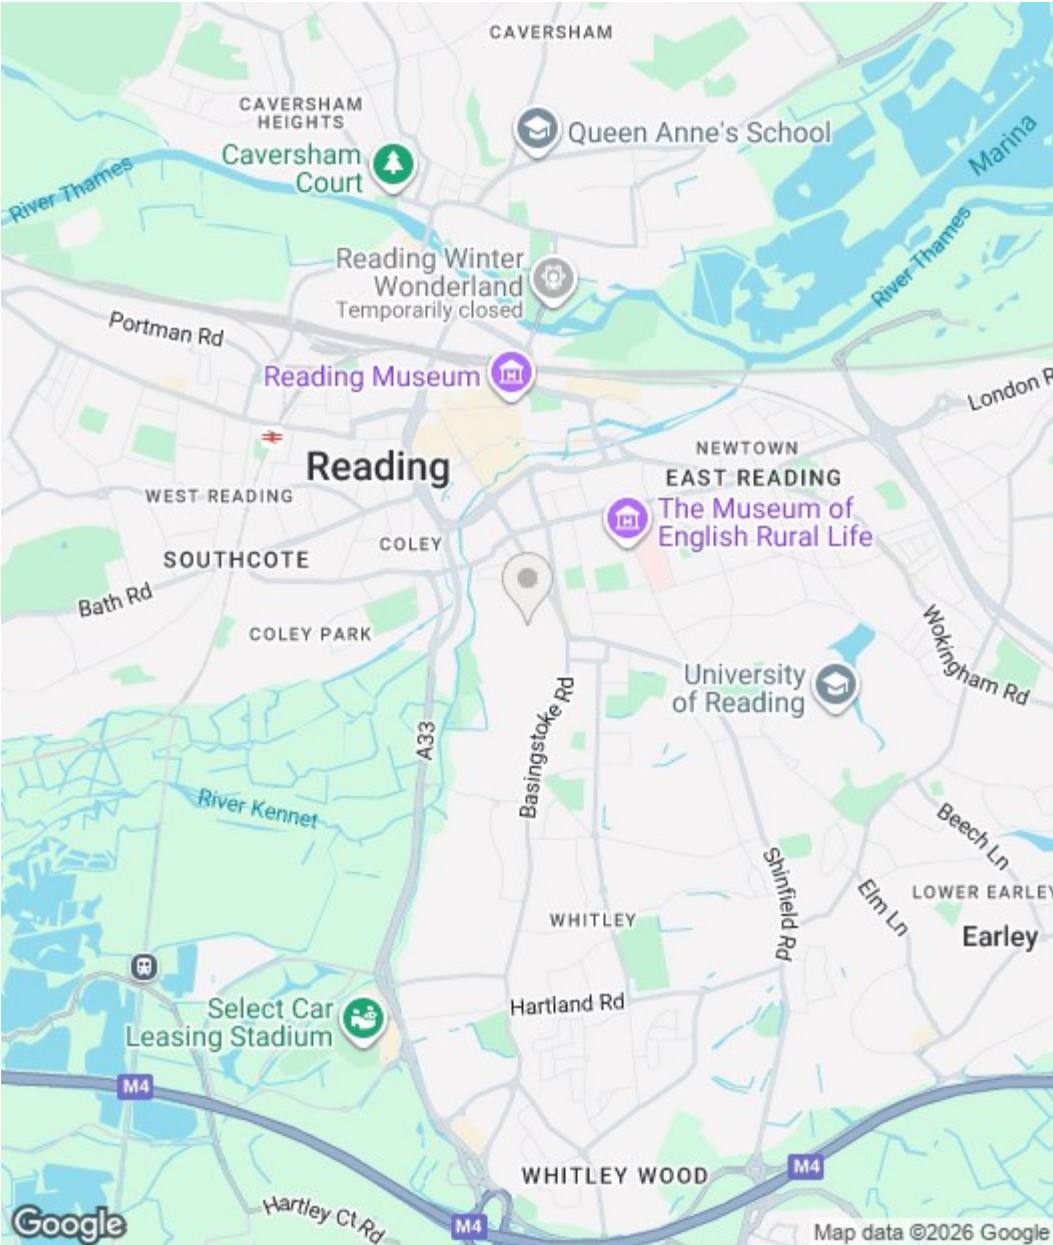 CAVERSHAM
CAVERSHAM
HEIGHTS
Queen Anne's School
Caversham
Court
Marina
River Thames
Reading Winter
Wonderland
Temporarily closed
River Thames
Portman Rd
Reading Museum
London R
NEWTOWN
Reading
EAST READING
WEST READING
The Museum of
English Rural Life
COLEY
SOUTHCOTE
Bath Rd
COLEY PARK
Wokingham Rd
University
of Reading
Basingstoke Rd
A33
River Kennet
Beech Ln
Shinfield Rd
Elm Ln
LOWER EARLEY
WHITLEY
Earley
Hartland Rd
Select Car
Leasing Stadium
M4
M4
WHITLEY WOOD
Hartley Ct Rd
M4
Google
Map data ©2026 Google